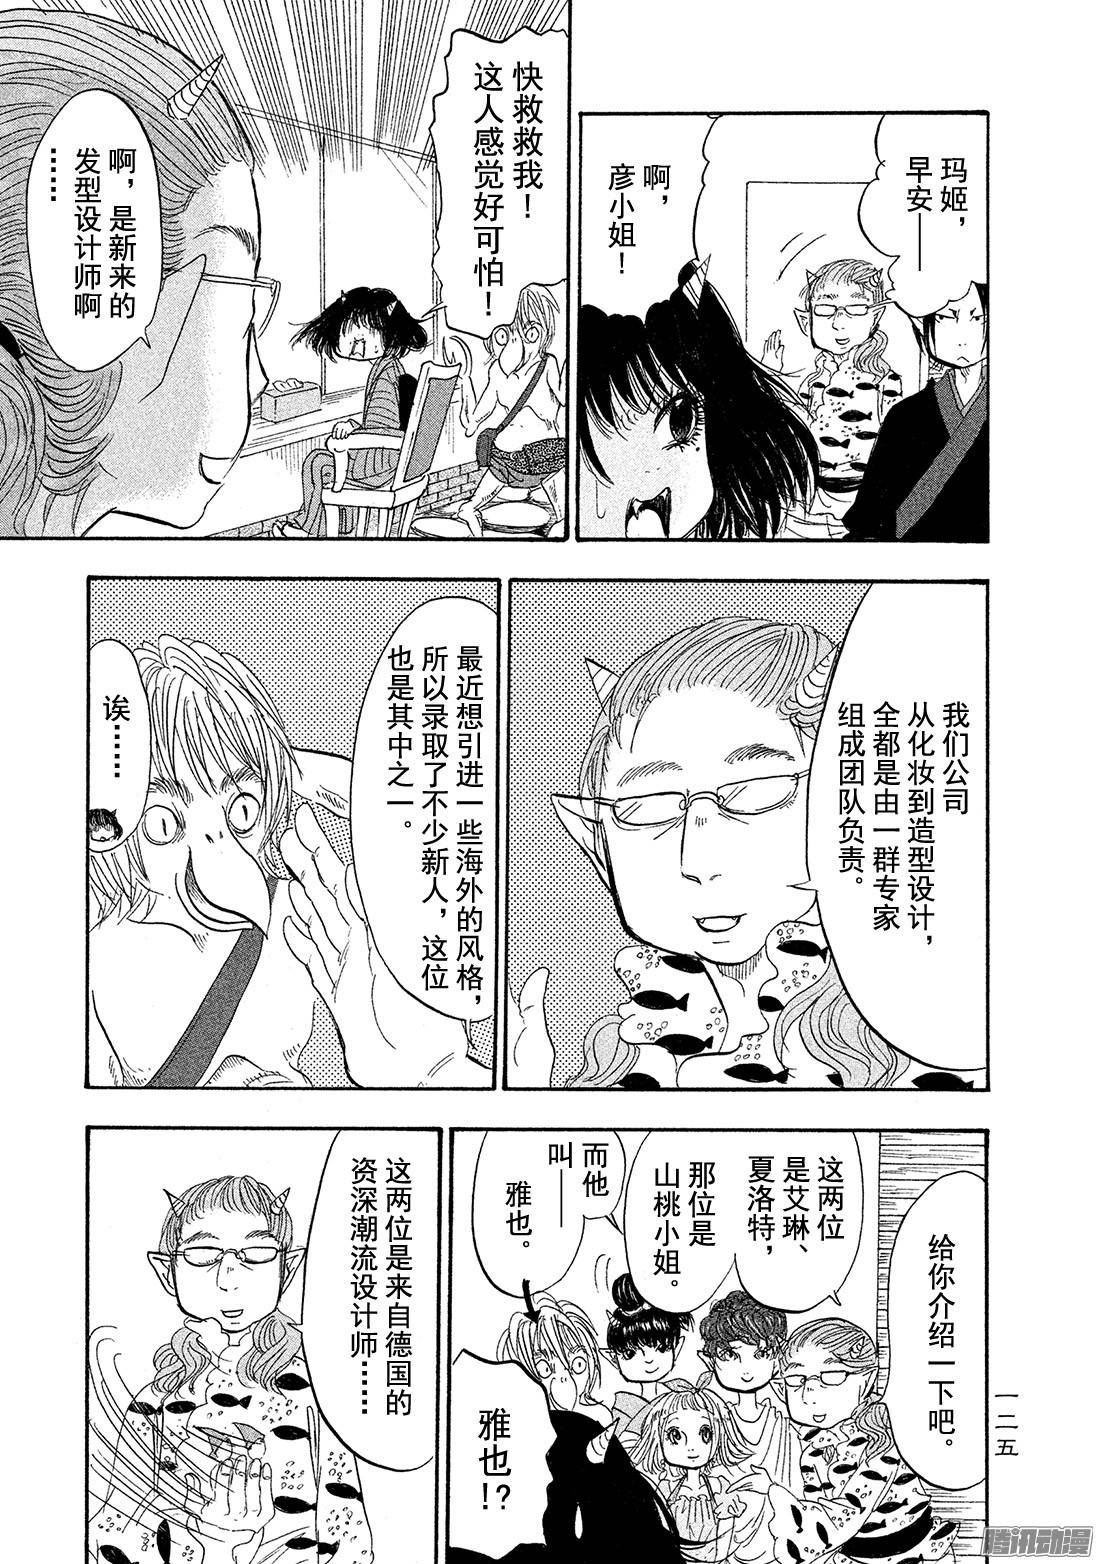 玛姬，
早安——
啊，
彦小姐！
快救救我！
这人感觉好可怕！
啊，是新来的
发型设计师啊
……
我们公司
从化妆到造型设计，
全都是由一群专家
组成团队负责。
最近想引进一些海外的风格，
所以录取了不少新人，这位
也是其中之一。
诶……
给你介绍一下吧。
这两位
是艾琳、
夏洛特，
那位是
山桃小姐。
而他
叫——
雅也。
雅也!?
这两位是来自德国的
资深潮流设计师……
一二五
腾讯动漫